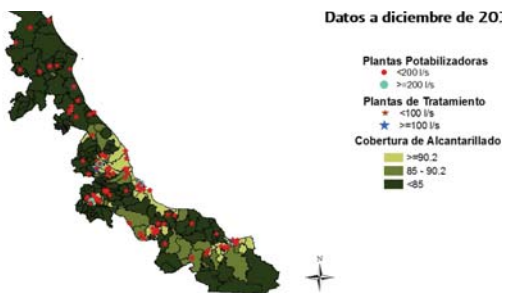 Datos a diciembre de 20
Plantas Potabilizadoras
<200 l/s
>=200 l/s
Plantas de Tratamiento
<100 l/s
>=100 l/s
Cobertura de Alcantarillado
>=90.2
85 - 90.2
<85
N